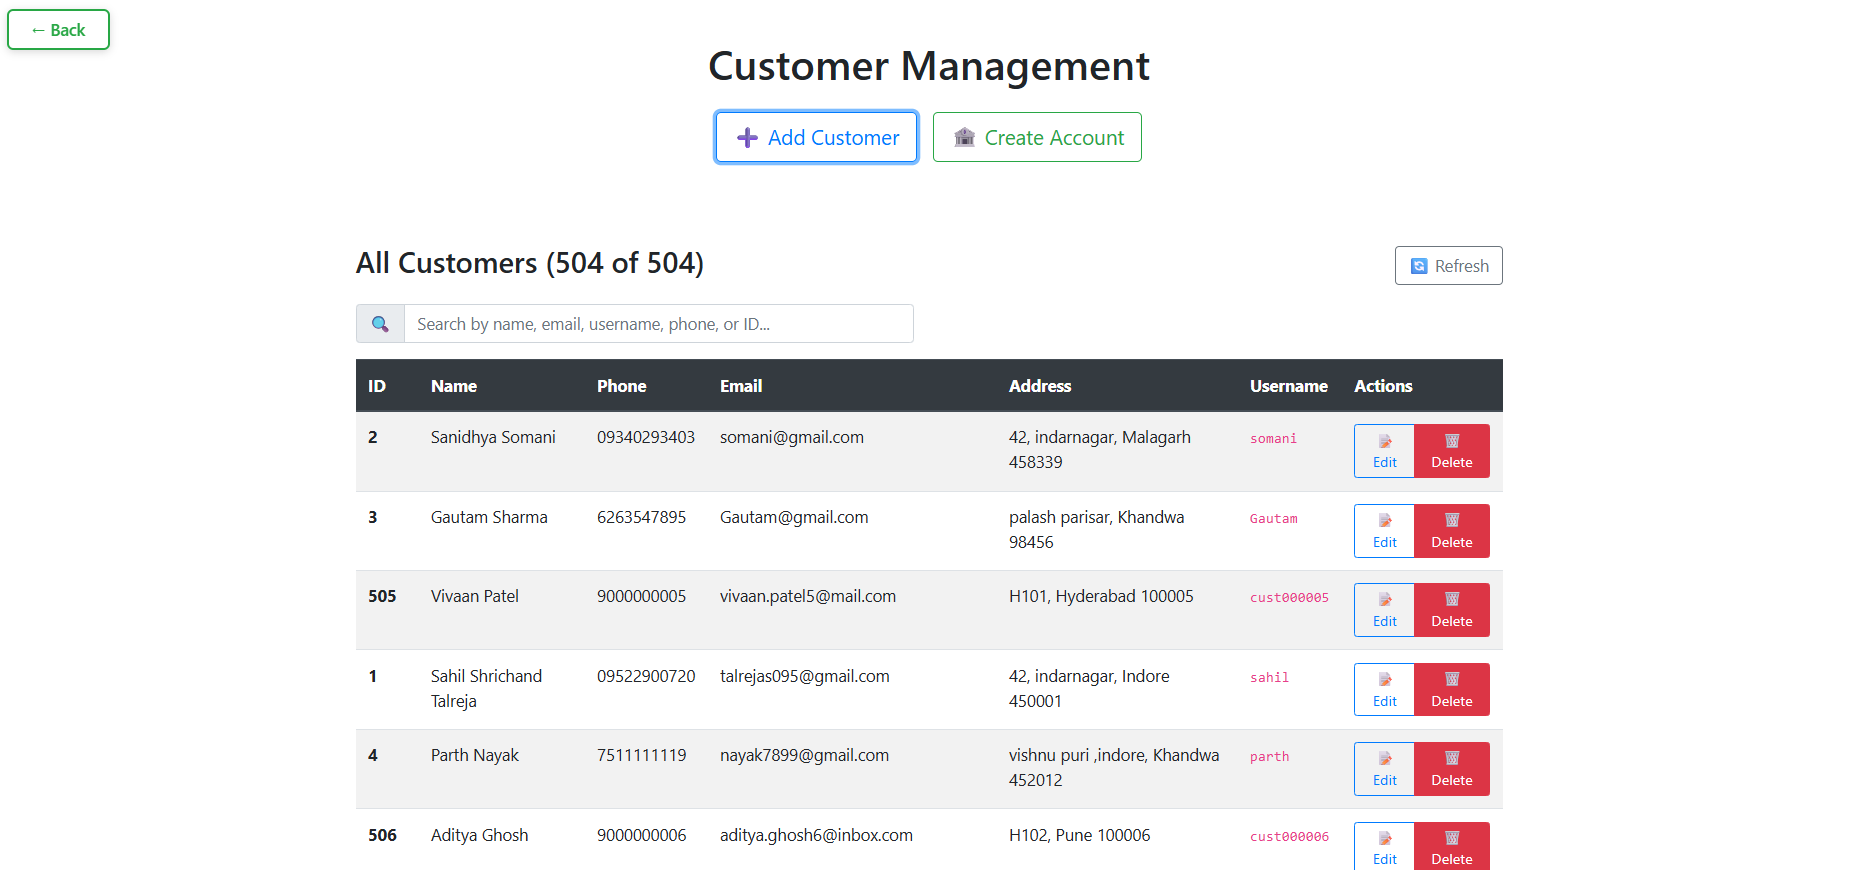 ← Back
Customer Management
Add Customer
Create Account
All Customers (504 of 504)
Refresh
Search by name, email, username, phone, or ID...
ID Name Phone Email Address Username Actions
2 Sanidhya Somani 09340293403 somani@gmail.com 42, indarnagar, Malagarh somani
458339
Edit Delete
3 Gautam Sharma 6263547895 Gautam@gmail.com palash parisar, Khandwa Gautam
98456
Edit Delete
505 Vivaan Patel 9000000005 vivaan.patel5@mail.com H101, Hyderabad 100005 cust000005
Edit Delete
1 Sahil Shrichand 09522900720 talrejas095@gmail.com 42, indarnagar, Indore sahil
Talreja 450001
Edit Delete
4 Parth Nayak 7511111119 nayak7899@gmail.com vishnu puri ,indore, Khandwa parth
452012
Edit Delete
506 Aditya Ghosh 9000000006 aditya.ghosh6@inbox.com H102, Pune 100006 cust000006
Edit Delete